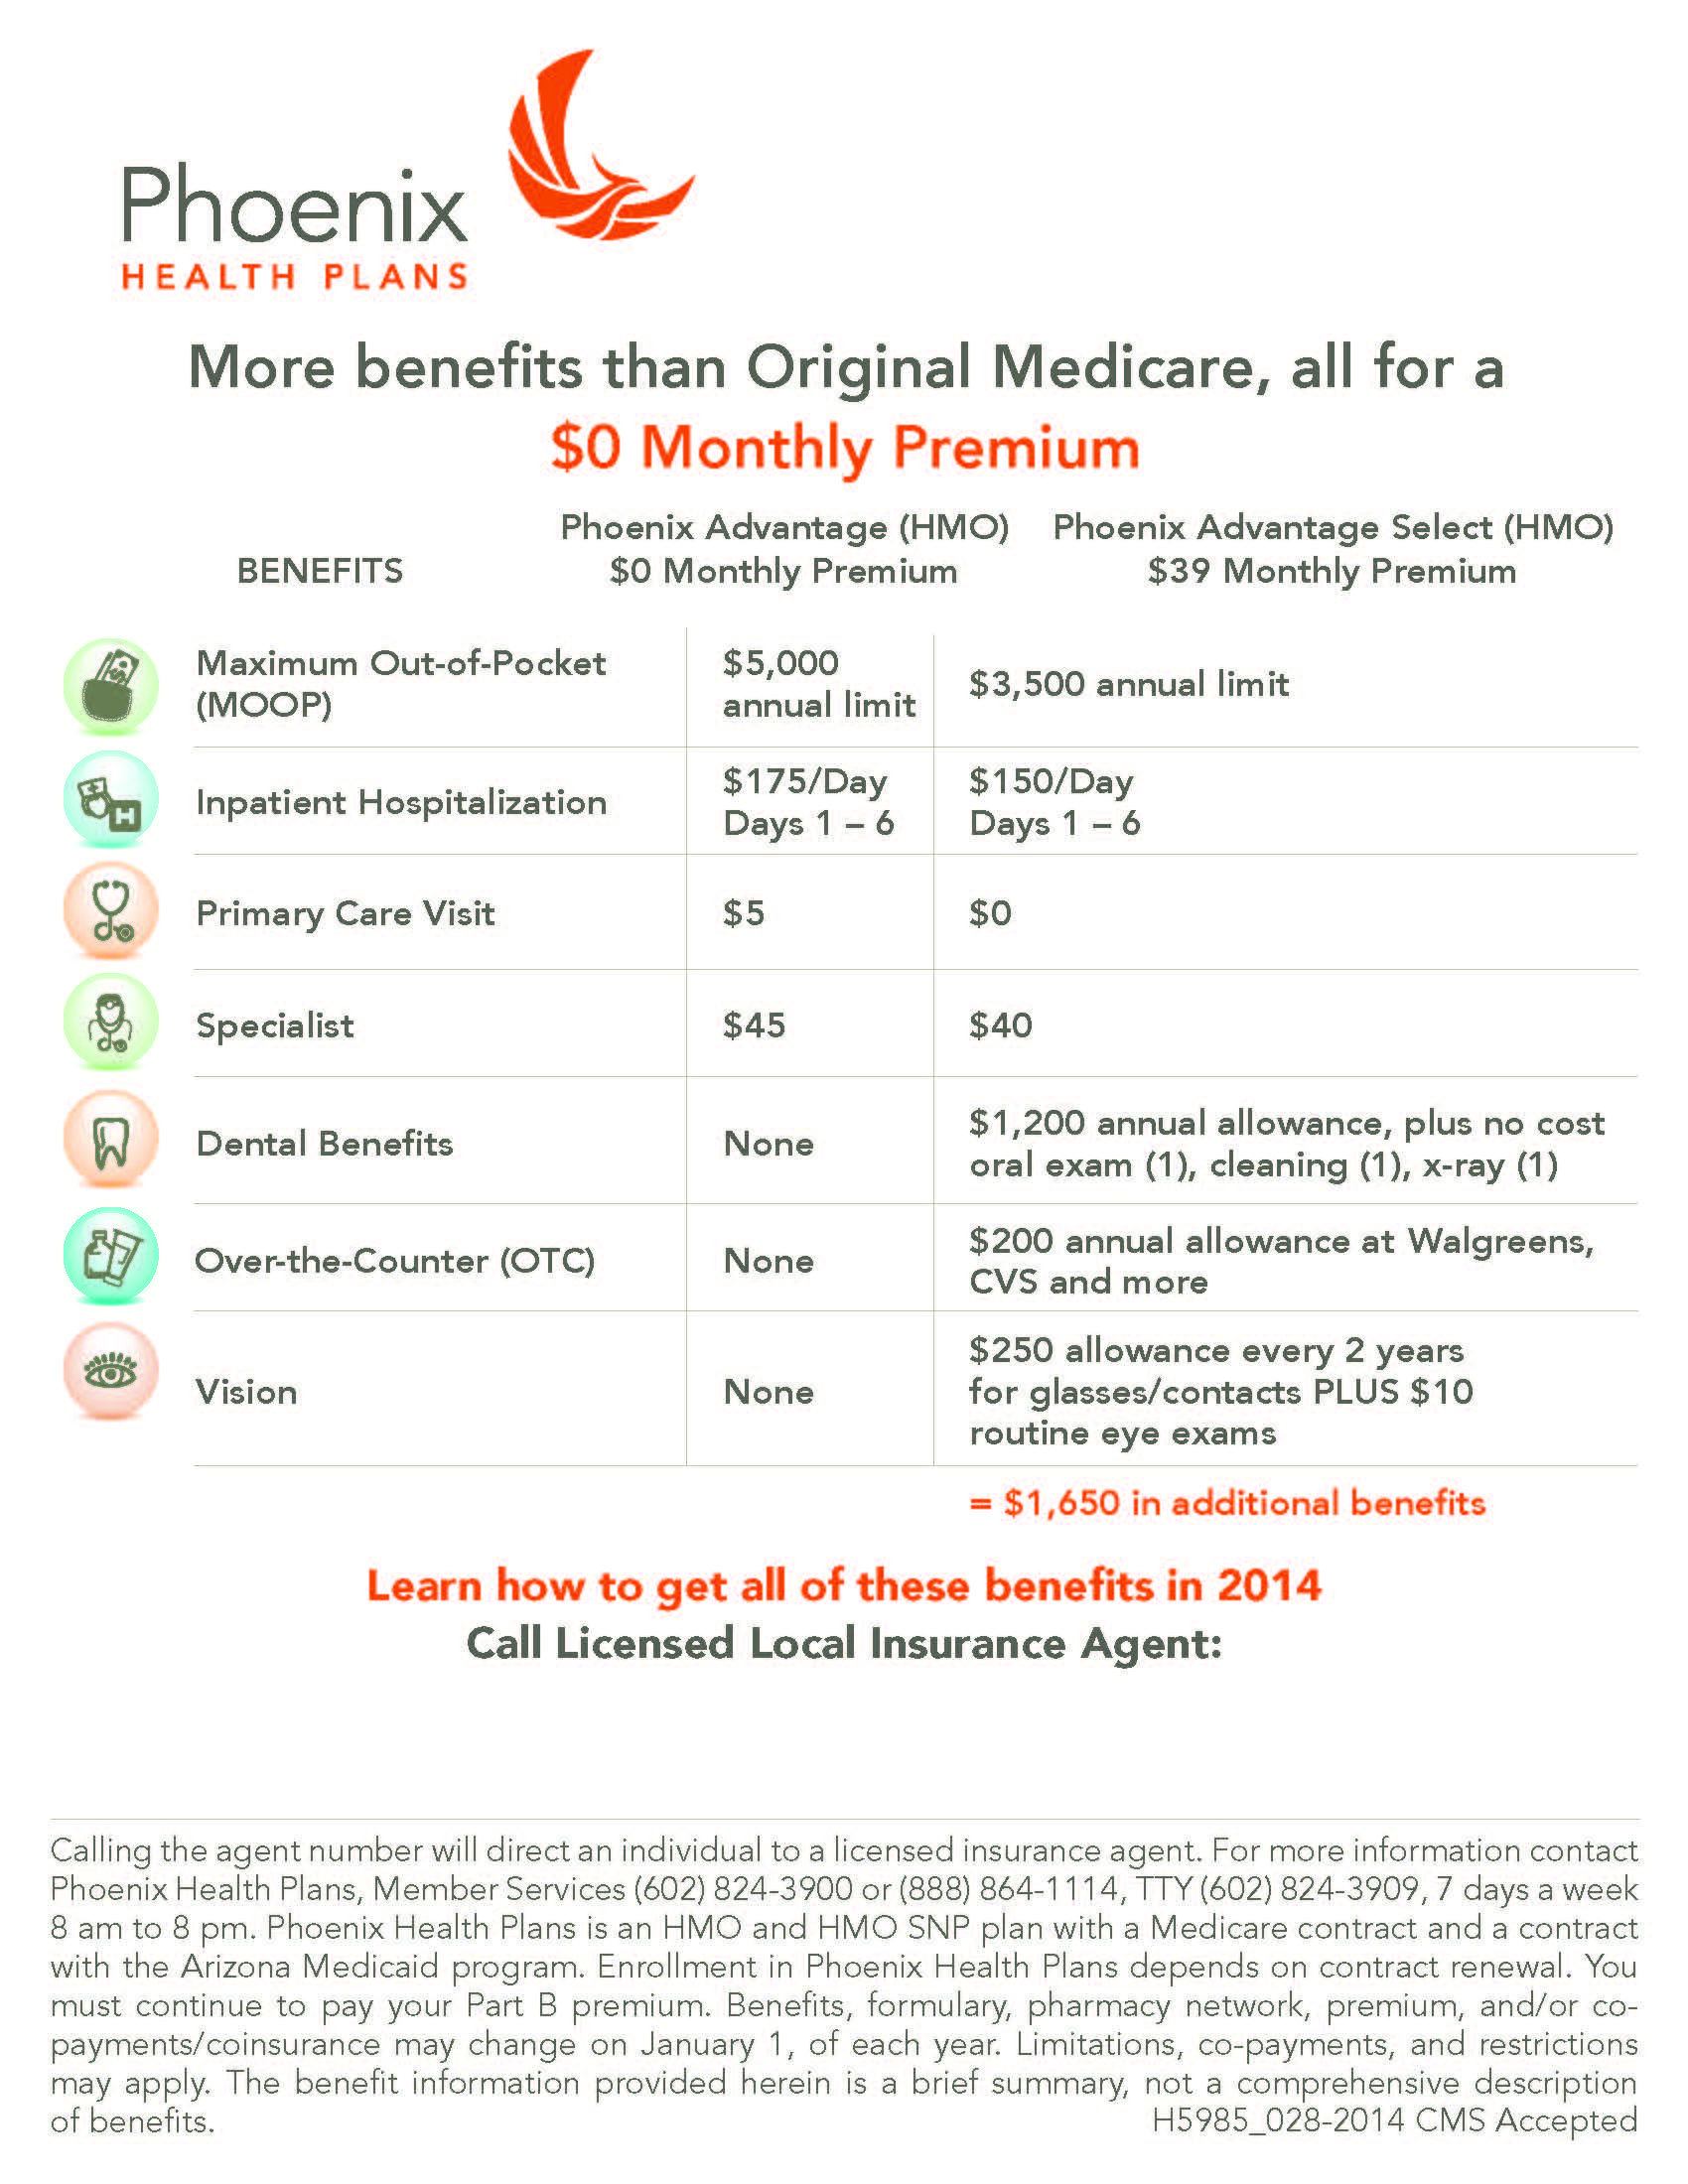 Phoenix
HEALTH PLANS
More benefits than Original Medicare, all for a
$0 Monthly Premium
BENEFITS
Phoenix Advantage (HMO)
$0 Monthly Premium
Phoenix Advantage Select (HMO)
$39 Monthly Premium
Maximum Out-of-Pocket
(MOOP)
$5,000
annual limit
$3,500 annual limit
Inpatient Hospitalization
$175/Day
Days 1 – 6
$150/Day
Days 1 – 6
Primary Care Visit
$5
$0
Specialist
$45
$40
Dental Benefits
None
$1,200 annual allowance, plus no cost
oral exam (1), cleaning (1), x-ray (1)
Over-the-Counter (OTC)
None
$200 annual allowance at Walgreens,
CVS and more
Vision
None
$250 allowance every 2 years
for glasses/contacts PLUS $10
routine eye exams
= $1,650 in additional benefits
Learn how to get all of these benefits in 2014
Call Licensed Local Insurance Agent:
Calling the agent number will direct an individual to a licensed insurance agent. For more information contact
Phoenix Health Plans, Member Services (602) 824-3900 or (888) 864-1114, TTY (602) 824-3909, 7 days a week
8 am to 8 pm. Phoenix Health Plans is an HMO and HMO SNP plan with a Medicare contract and a contract
with the Arizona Medicaid program. Enrollment in Phoenix Health Plans depends on contract renewal. You
must continue to pay your Part B premium. Benefits, formulary, pharmacy network, premium, and/or co-
payments/coinsurance may change on January 1, of each year. Limitations, co-payments, and restrictions
may apply. The benefit information provided herein is a brief summary, not a comprehensive description
of benefits. H5985_028-2014 CMS Accepted